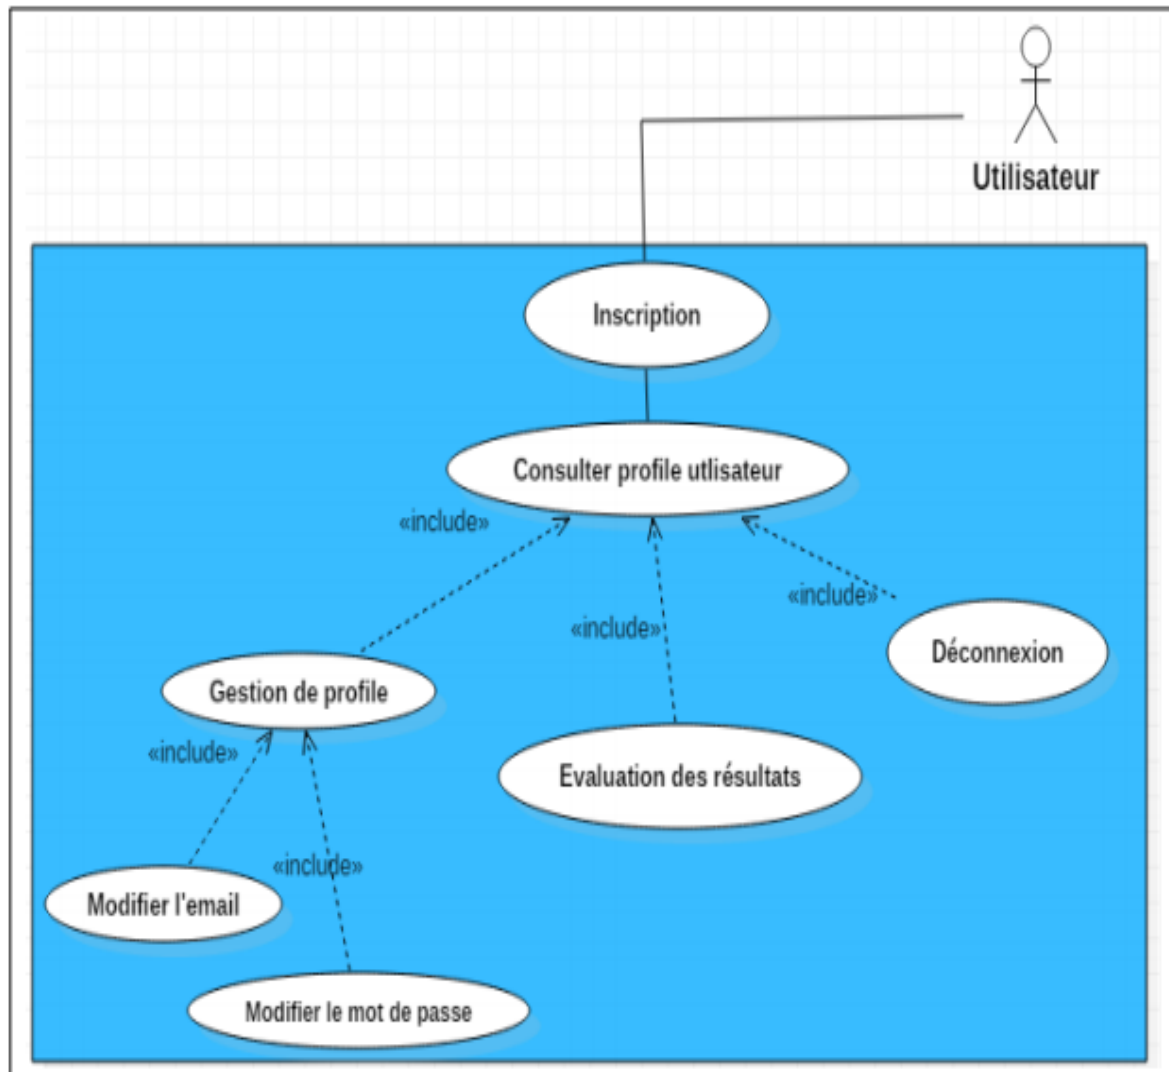 Utilisateur
Inscription
Consulter profile utlisateur
«include»
«include»
«include»
Déconnexion
Gestion de profile
«include»
Evaluation des résultats
«include»
Modifier l'email
Modifier le mot de passe